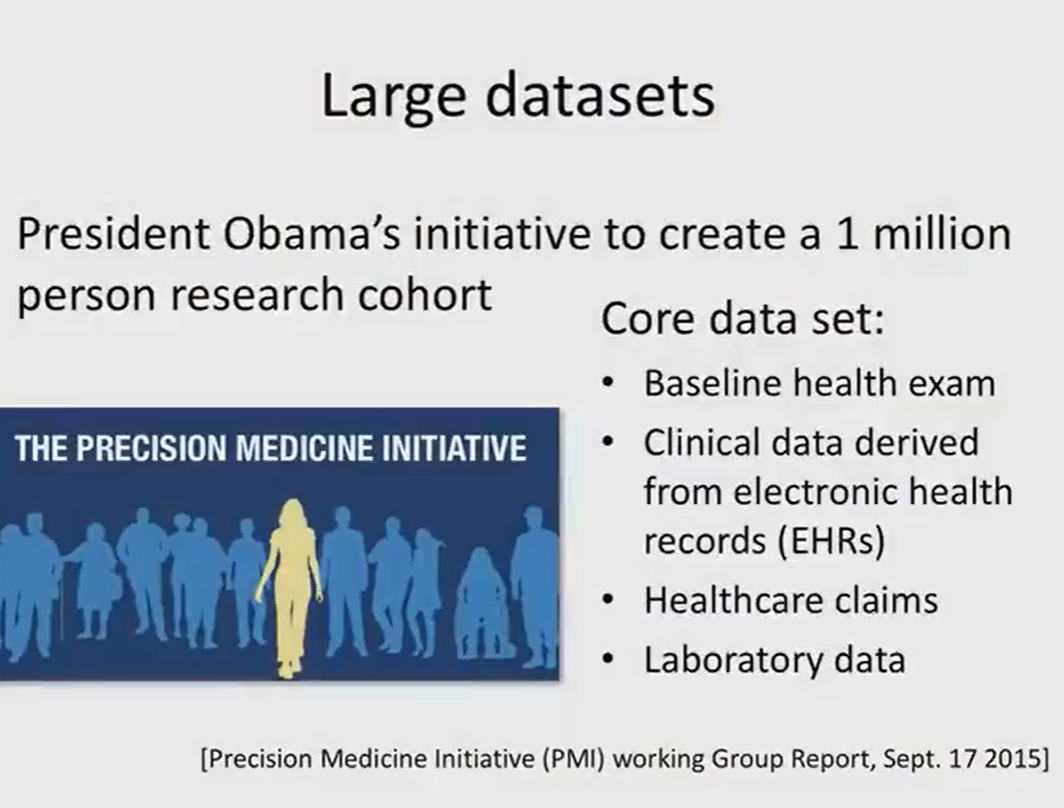 Large datasets
President Obama’s initiative to create a 1 million
person research cohort
Core data set:
• Baseline health exam
• Clinical data derived
from electronic health
records (EHRs)
• Healthcare claims
• Laboratory data
THE PRECISION MEDICINE INITIATIVE
[Precision Medicine Initiative (PMI) working Group Report, Sept. 17 2015]